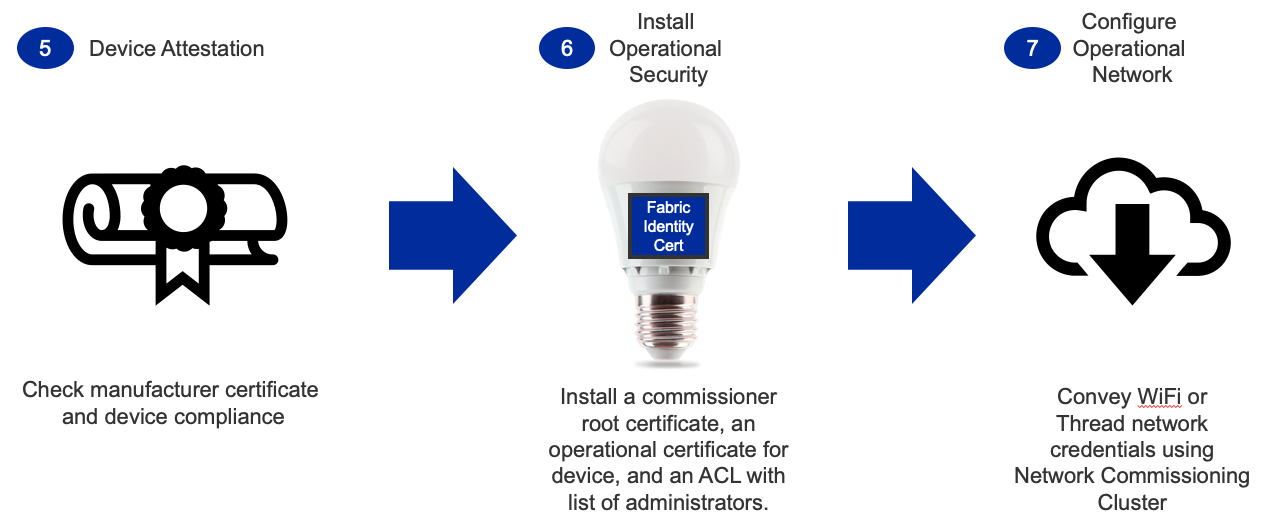 5
Device Attestation
Check manufacturer certificate
and device compliance
6
Install
Operational
Security
Fabric
Identity
Cert
Install a commissioner
root certificate, an
operational certificate for
device, and an ACL with
list of administrators.
7
Configure
Operational
Network
Convey WiFi or
Thread network
credentials using
Network Commissioning
Cluster